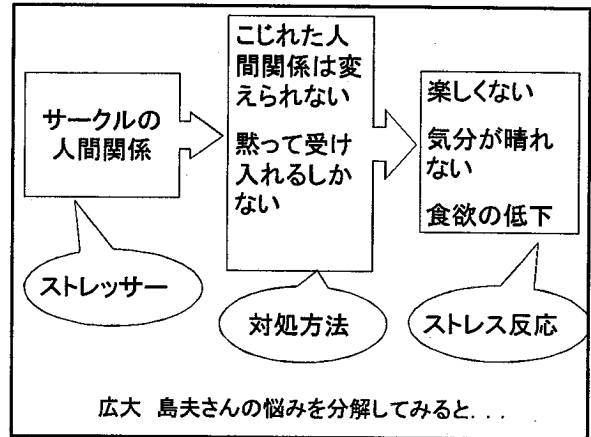 サークルの
人間関係
こじれた人
間関係は変
えられない
黙って受け
入れるしか
ない
楽しくない
気分が晴れ
ない
食欲の低下
ストレッサー
対処方法
ストレス反応
広大 島夫さんの悩みを分解してみると...